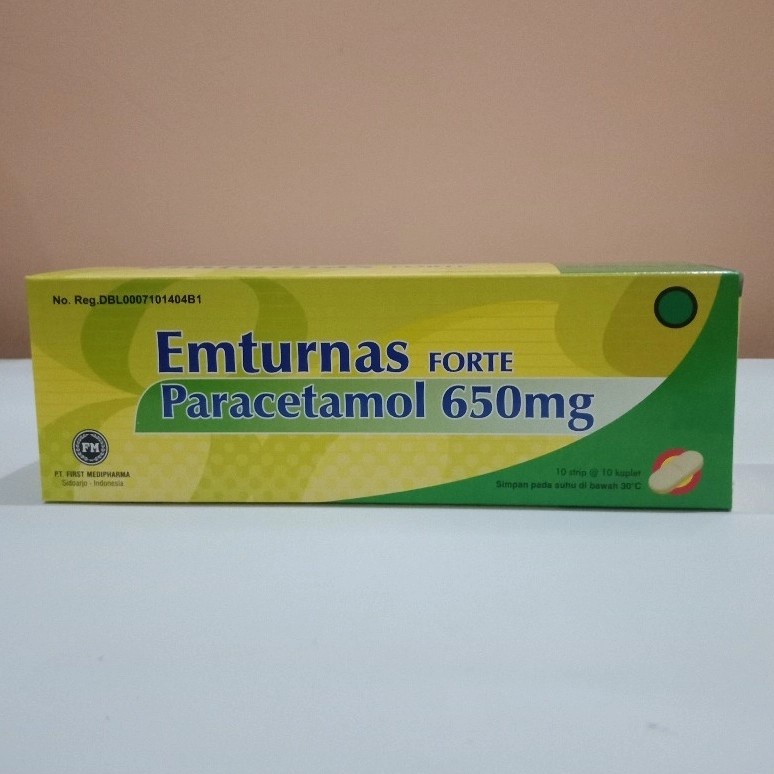 No. Reg.DBL0007101404B1
Emturnas FORTE
Paracetamol 650mg
FM
PT. FIRST MEDIPHARMA
Sidoarjo - Indonesia
10 strip @ 10 kaplet
Simpan pada suhu di bawah 30°C